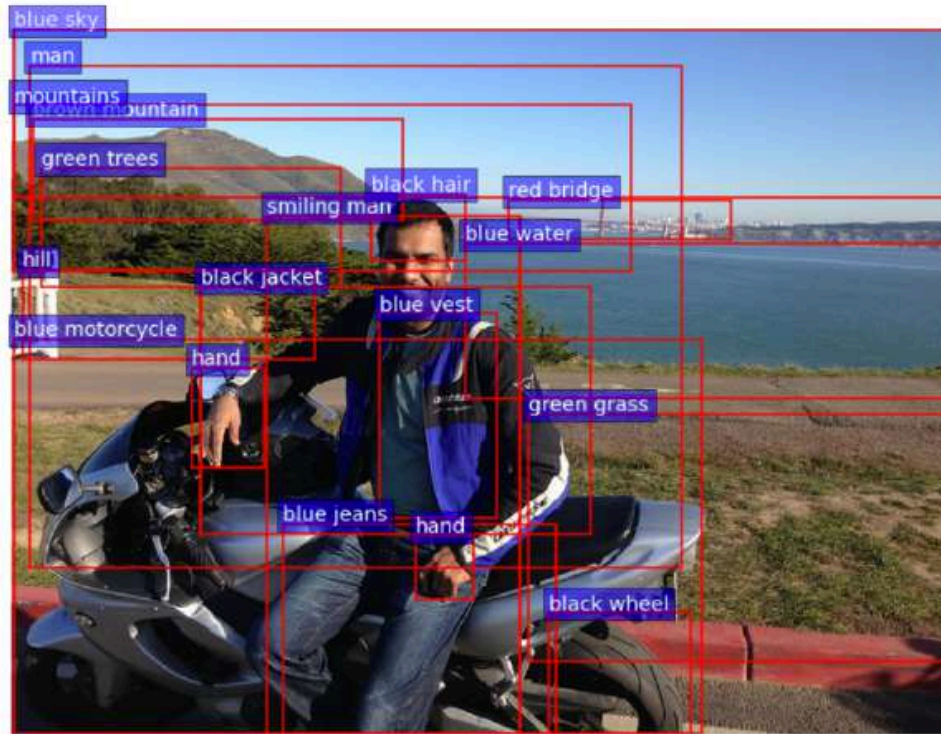 blue sky
man
mountains
brown mountain
green trees
black hair
red bridge
smiling man
blue water
hill]
black jacket
blue vest
blue motorcycle
hand
green grass
blue jeans
hand
black wheel